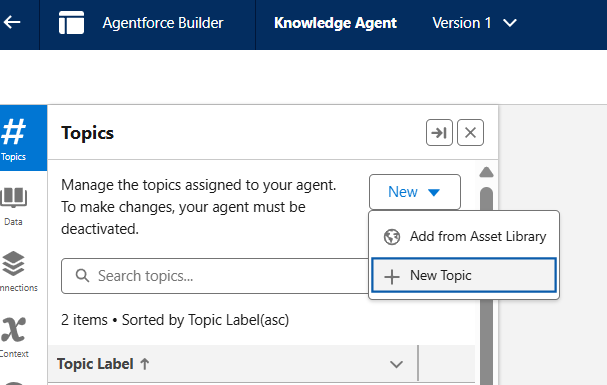 Agentforce Builder
Knowledge Agent
Version 1
Topics
Topics
Manage the topics assigned to your agent.
To make changes, your agent must be
deactivated.
New
Add from Asset Library
New Topic
Search topics...
2 items • Sorted by Topic Label(asc)
Topic Label ↑
Data
nnections
Context